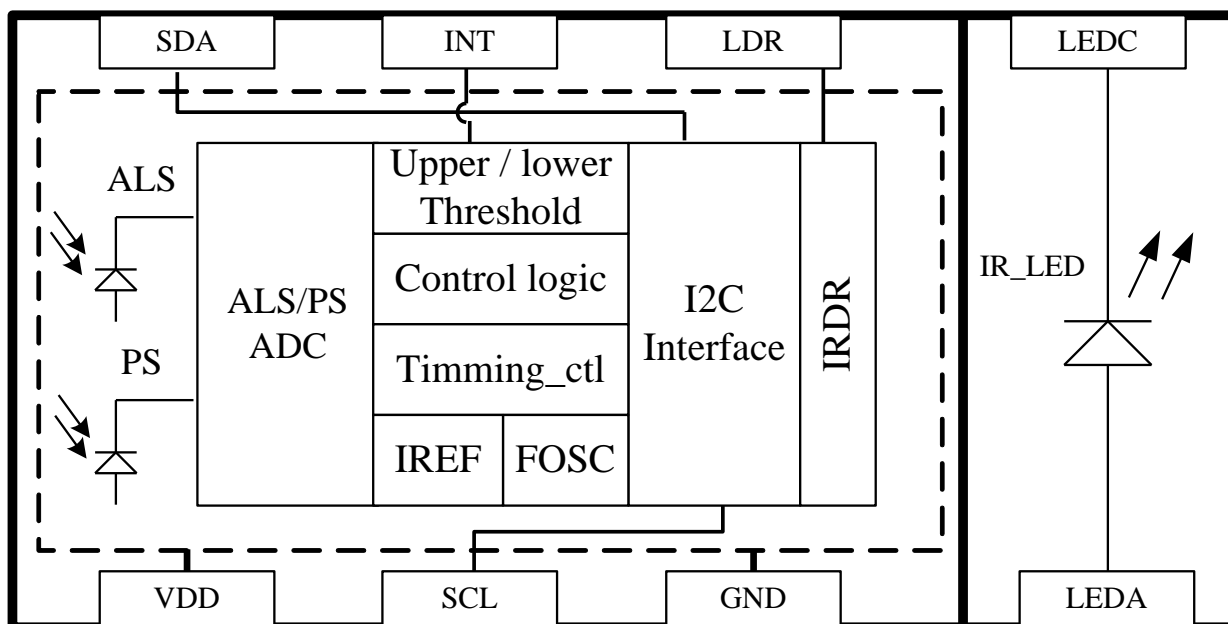 SDA
INT
LDR
LEDC
ALS
PS
ALS/PS
ADC
Upper / lower
Threshold
Control logic
Timming_ctl
IREF
FOSC
I2C
Interface
IRDR
IR_LED
VDD
SCL
GND
LEDA